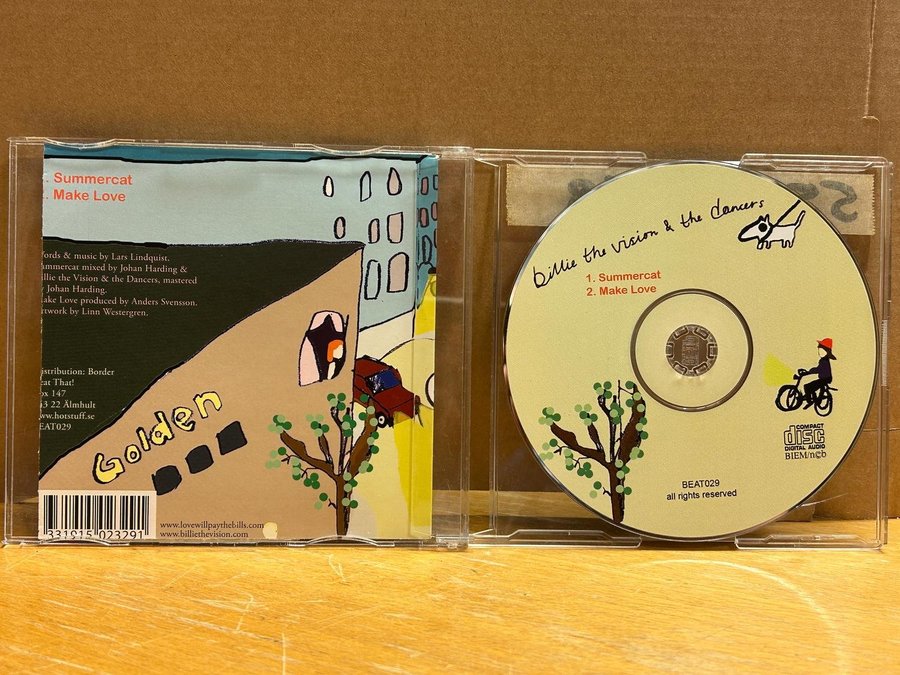 Summercat
Make Love
ords & music by Lars Lindquist.
ummercat mixed by Johan Harding &
illie the Vision & the Dancers, mastered
y Johan Harding.
ake Love produced by Anders Svensson.
rtwork by Linn Westergren.
istribution: Border
eat That!
ox 147
43 22 Älmhult
ww.hotstuff.se
EAT029
Golden
331915 023291
www.lovewillpaythebills.com
www.billiethevision.com
billie the vision & the dancers
1. Summercat
2. Make Love
COMPACT
disc
DIGITAL AUDIO
BIEM/n©b
BEAT029
all rights reserved